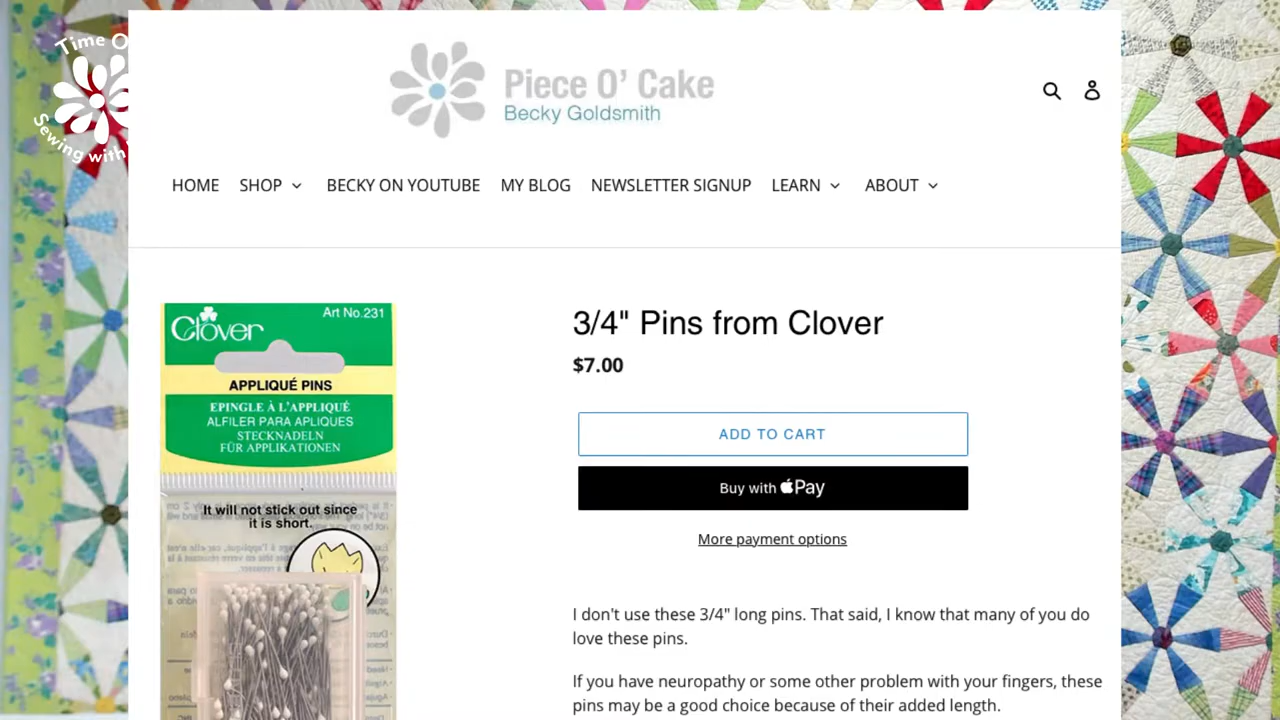 Time O
Sewing with
Piece O' Cake
Becky Goldsmith
HOME SHOP BECKY ON YOUTUBE MY BLOG NEWSLETTER SIGNUP LEARN ABOUT
Clover
Art No.231
APPLIQUÉ PINS
EPINGLE À L'APPLIQUÉ
ALFILER PARA APLIQUES
STECKNADELN
FÜR APPLIKATIONEN
It will not stick out since
it is short.
3/4" Pins from Clover
$7.00
ADD TO CART
Buy with Pay
More payment options
I don't use these 3/4" long pins. That said, I know that many of you do
love these pins.
If you have neuropathy or some other problem with your fingers, these
pins may be a good choice because of their added length.